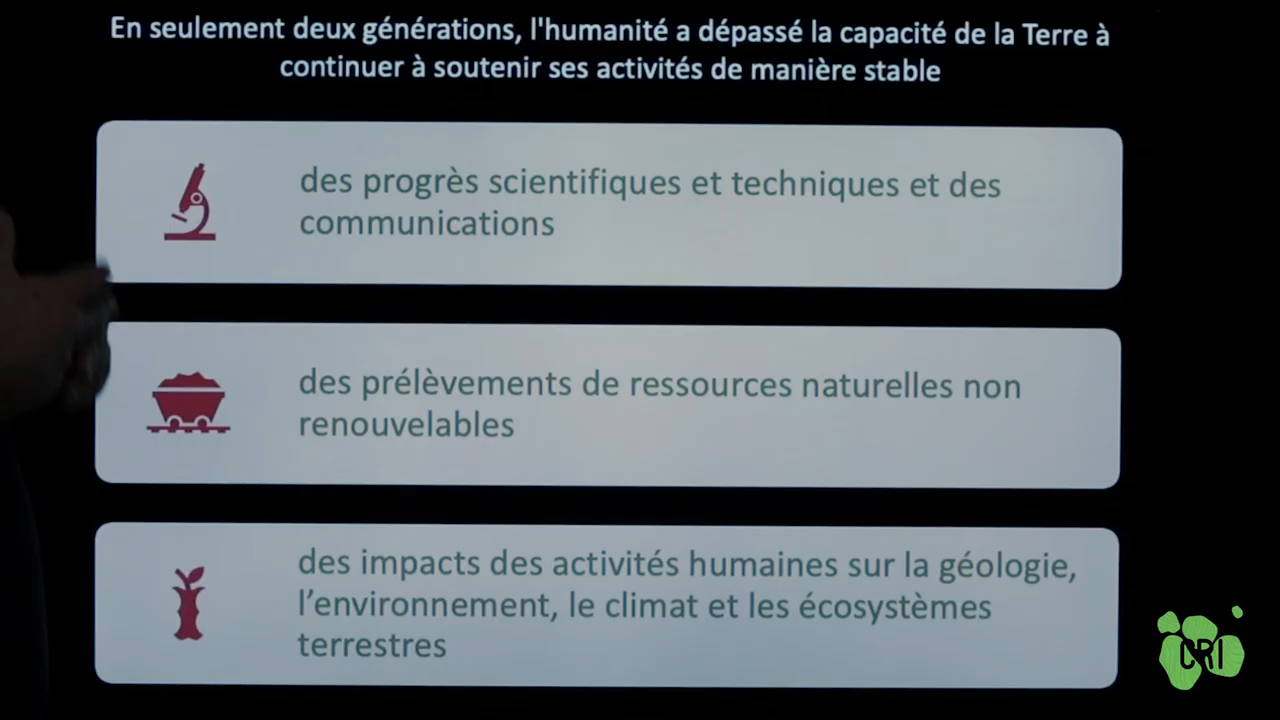 En seulement deux générations, l'humanité a dépassé la capacité de la Terre à
continuer à soutenir ses activités de manière stable
des progrès scientifiques et techniques et des
communications
des prélèvements de ressources naturelles non
renouvelables
des impacts des activités humaines sur la géologie,
l’environnement, le climat et les écosystèmes
terrestres
CRI